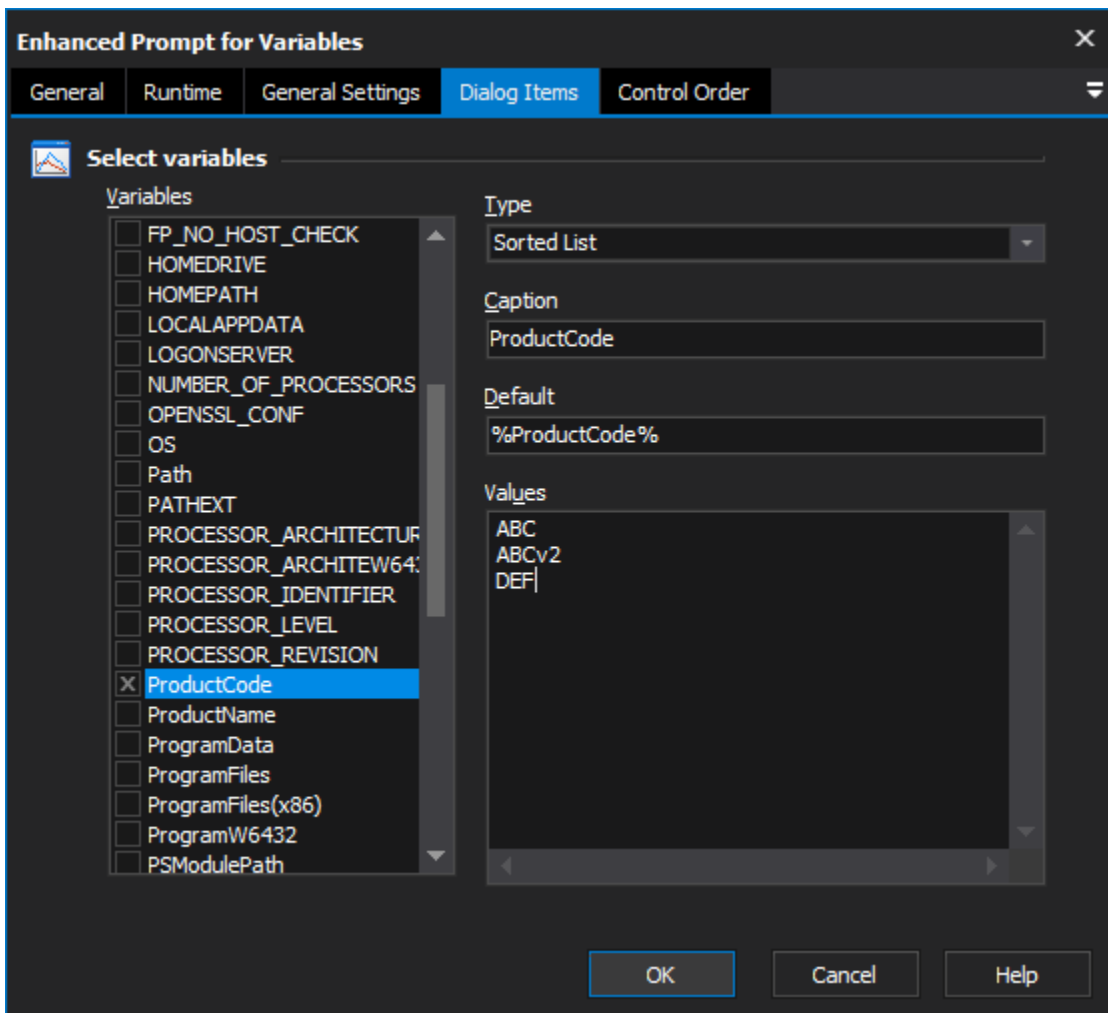 Enhanced Prompt for Variables
General Runtime General Settings Dialog Items Control Order
Select variables
Variables
FP_NO_HOST_CHECK
HOMEDRIVE
HOMEPATH
LOCALAPPDATA
LOGONSERVER
NUMBER_OF_PROCESSORS
OPENSSL_CONF
OS
Path
PATHEXT
PROCESSOR_ARCHITECTUR
PROCESSOR_ARCHITEW643
PROCESSOR_IDENTIFIER
PROCESSOR_LEVEL
PROCESSOR_REVISION
ProductCode
ProductName
ProgramData
ProgramFiles
ProgramFiles(x86)
ProgramW6432
PSModulePath
Type
Sorted List
Caption
ProductCode
Default
%ProductCode%
Values
ABC
ABCv2
DEF
OK Cancel Help